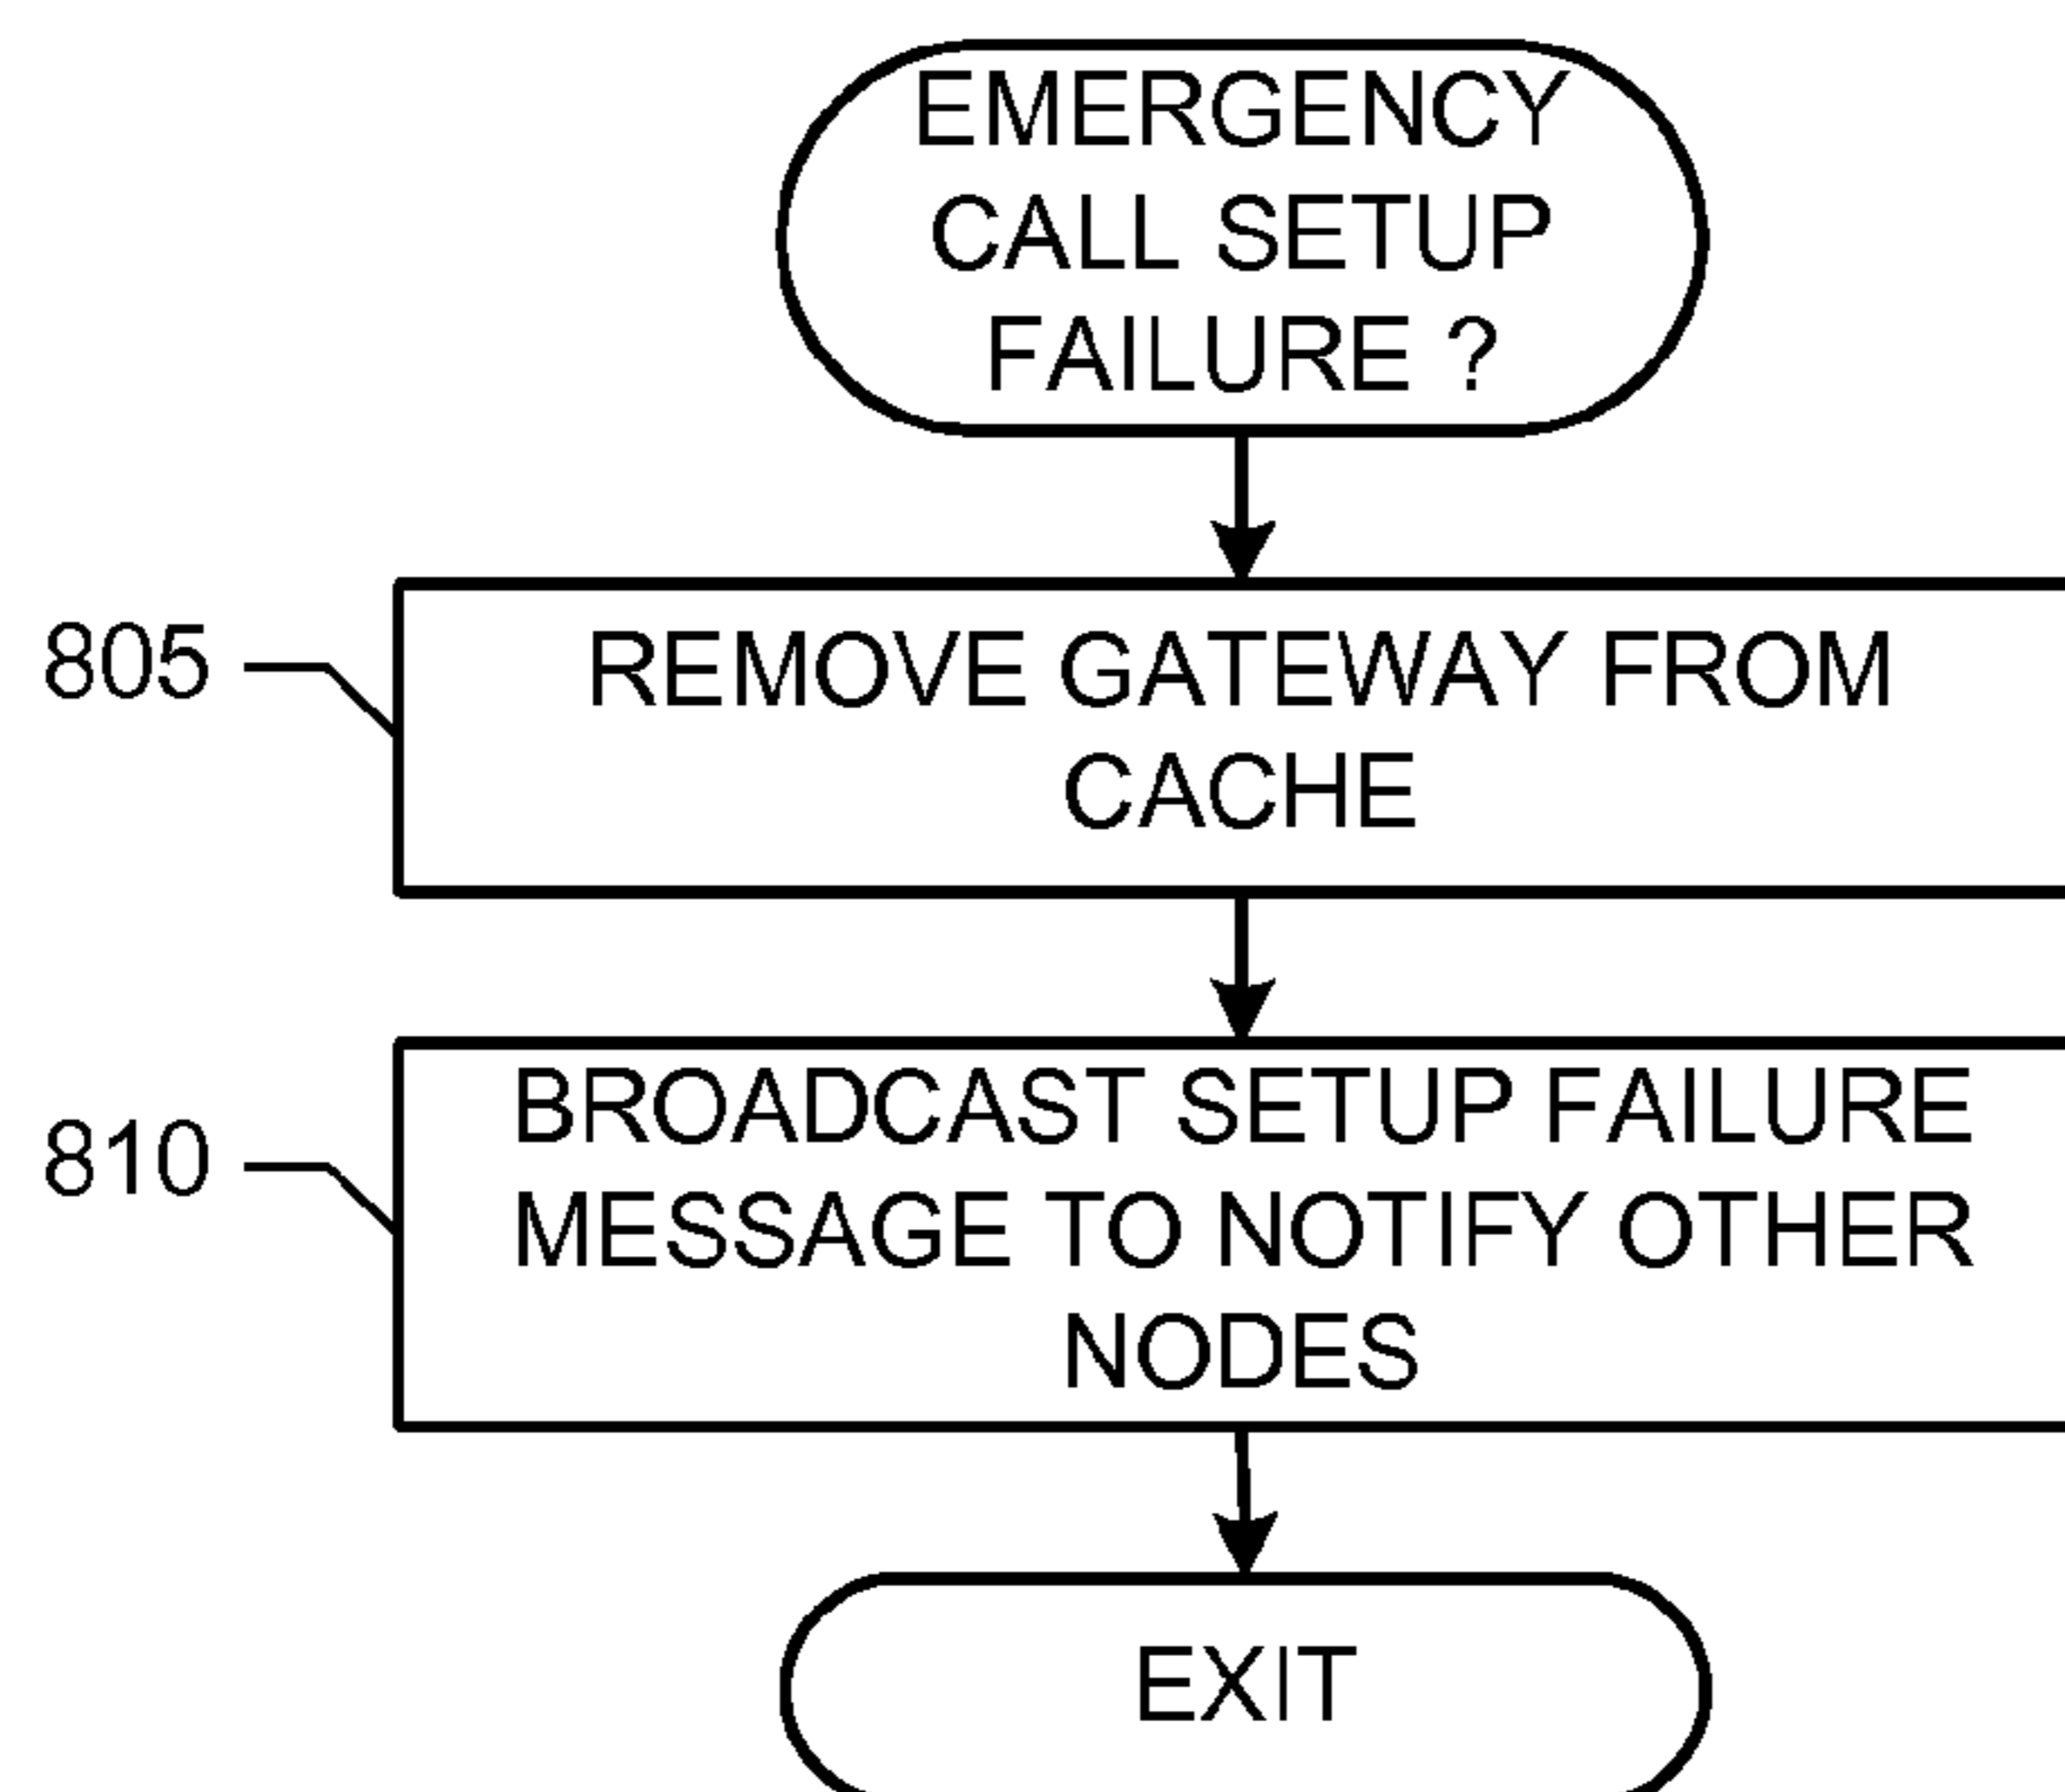 EMERGENCY
CALL SETUP
FAILURE ?
805
REMOVE GATEWAY FROM
CACHE
810
BROADCAST SETUP FAILURE
MESSAGE TO NOTIFY OTHER
NODES
EXIT